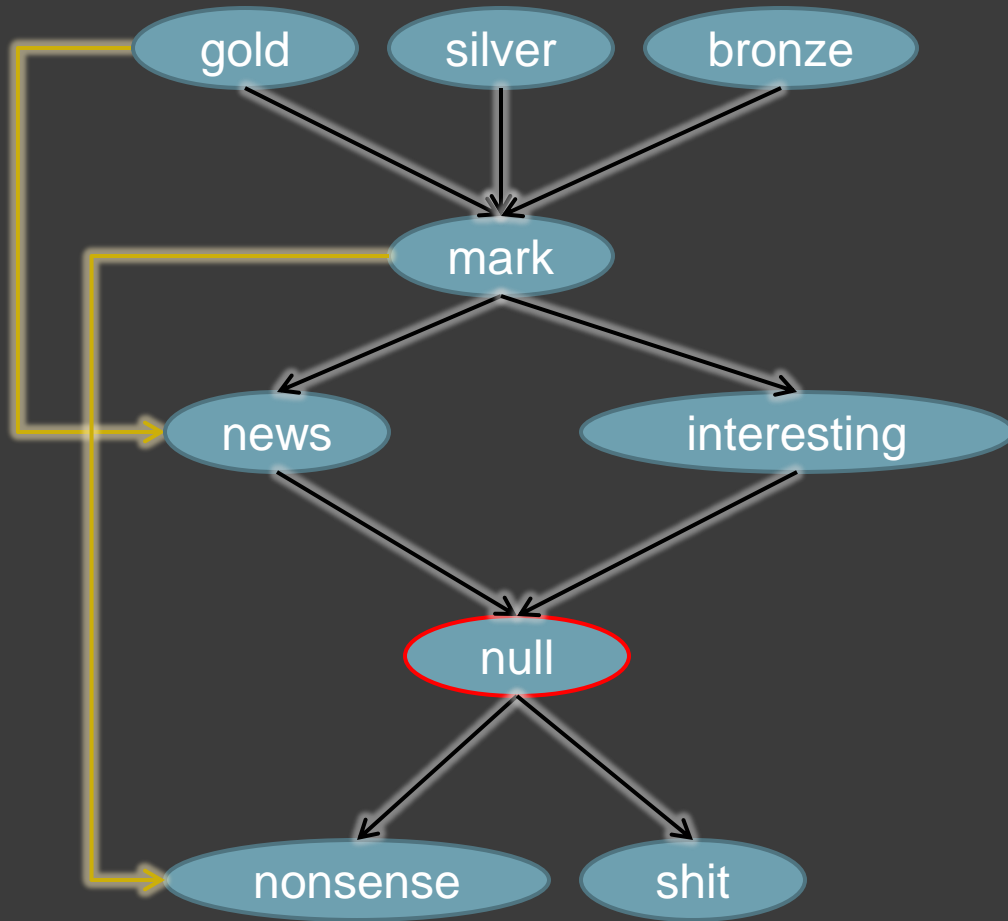 gold silver bronze
mark
news interesting
null
nonsense shit